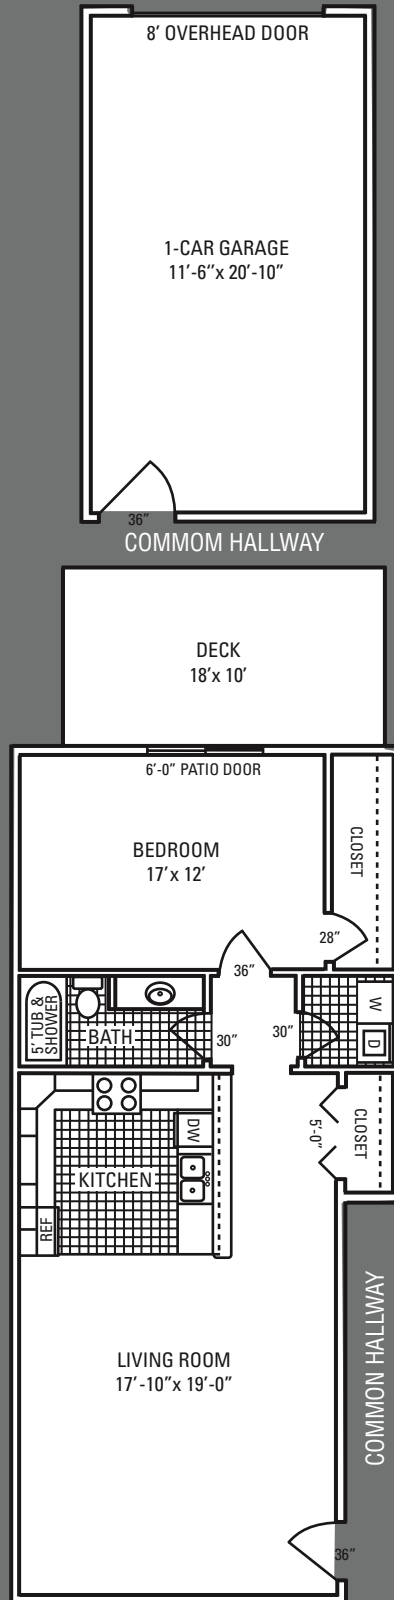 8' OVERHEAD DOOR
1-CAR GARAGE
11'-6''x 20'-10"
36"
COMMOM HALLWAY
DECK
18'x 10'
6'-0" PATIO DOOR
BEDROOM
17'x 12'
CLOSET
28"
36"
5' TUB &
SHOWER
BATH
30"
30"
W
D
DW
KITCHEN
REF
5'-0"
CLOSET
LIVING ROOM
17'-10"x 19'-0"
COMMON HALLWAY
36"